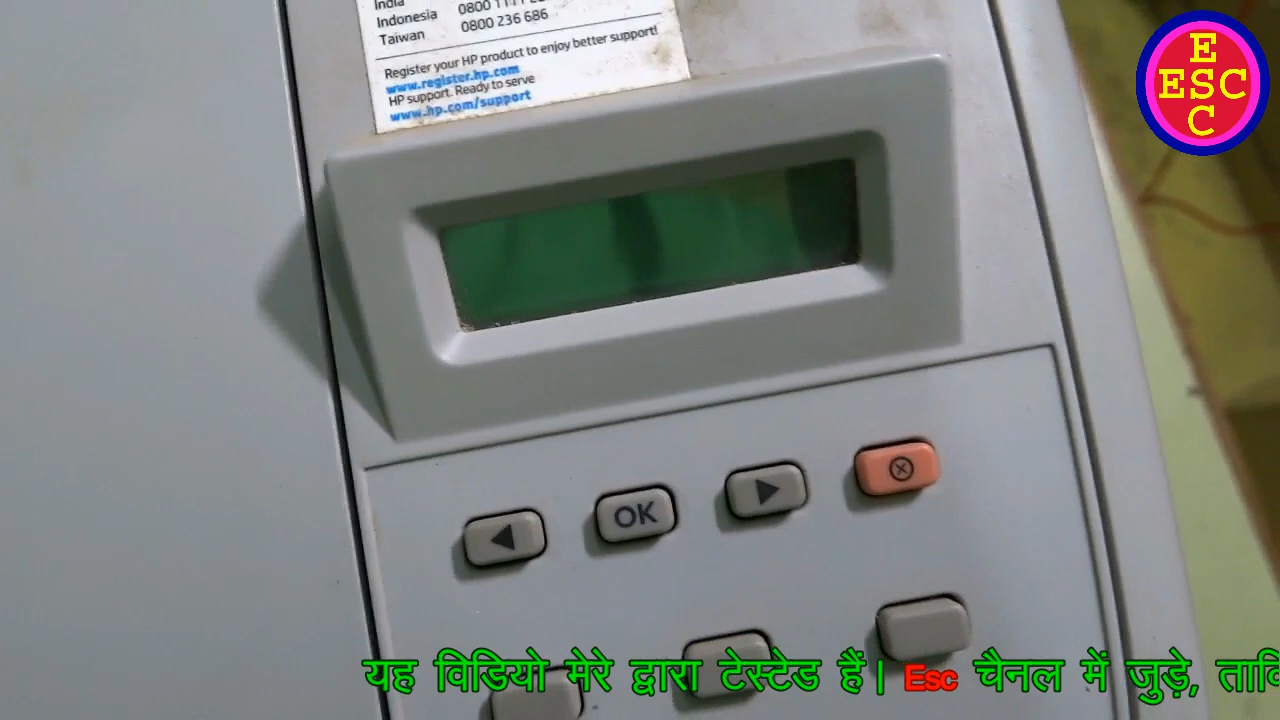 India
Indonesia
Taiwan 0800 236 686
Register your HP product to enjoy better support!
www.register.hp.com
HP support. Ready to serve
www.hp.com/support
E
ESC
C
OK
यह विडियो मेरे द्वारा टेस्टेड हैं| Esc चैनल में जुड़े,